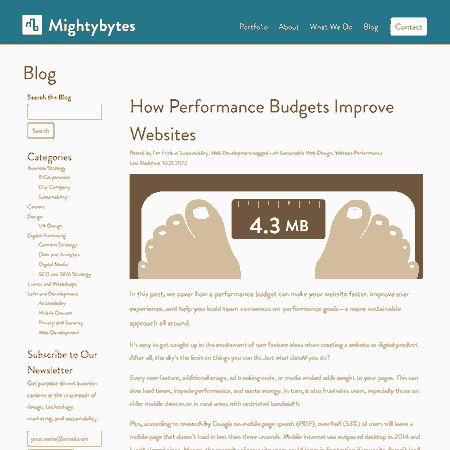 Mightybytes
Portfolio About What We Do Blog Contact
Blog
Search the Blog
Search
Categories
Business Strategy
B Corporation
Our Company
Sustainability
Careers
Design
UX Design
Digital Marketing
Content Strategy
Data and Analytics
Digital Media
SEO and SEM Strategy
Events and Workshops
Software Development
Accessibility
Mobile Devices
Privacy and Security
Web Development
Subscribe to Our
Newsletter
Get purpose-driven business
content at the crossroads of
design, technology,
marketing, and sustainability.
your.name@email.com
How Performance Budgets Improve
Websites
Posted by Tim Frick in Sustainability, Web Development tagged with Sustainable Web Design, Website Performance
4.3 MB
In this post, we cover how a performance budget can make your website faster, improve user
experience, and help you build team consensus on performance goals—a more sustainable
approach all around.
It's easy to get caught up in the excitement of new feature ideas when creating a website or digital product.
After all, the sky's the limit on things you can do...but what should you do?
Every new feature, additional image, ad tracking code, or media embed adds weight to your pages. This can
slow load times, impede performance, and waste energy. In turn, it also frustrates users, especially those on
older mobile devices or in rural areas with restricted bandwidth.
Plus, according to research by Google on mobile page speeds (PDF), over half (53%) of users will leave a
mobile page that doesn't load in less than three seconds. Mobile internet use outpaced desktop in 2014 and